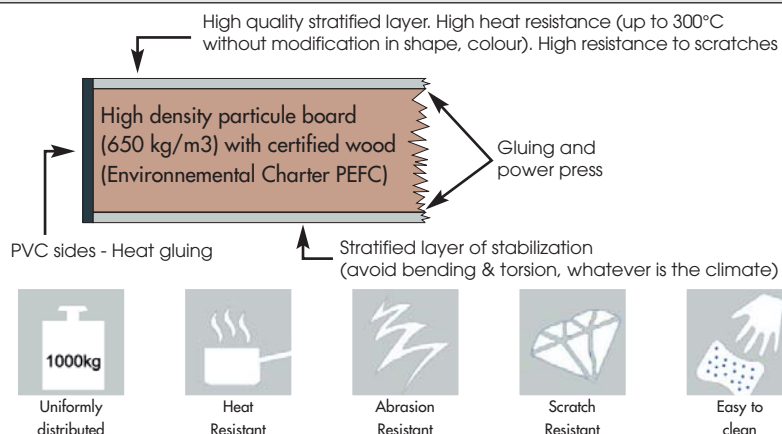 High quality stratified layer. High heat resistance (up to 300°C
without modification in shape, colour). High resistance to scratches
High density particule board
(650 kg/m3) with certified wood
(Environnemental Charter PEFC)
Gluing and
power press
PVC sides - Heat gluing
Stratified layer of stabilization
(avoid bending & torsion, whatever is the climate)
1000kg
Uniformly
distributed
Heat
Resistant
Abrasion
Resistant
Scratch
Resistant
Easy to
clean